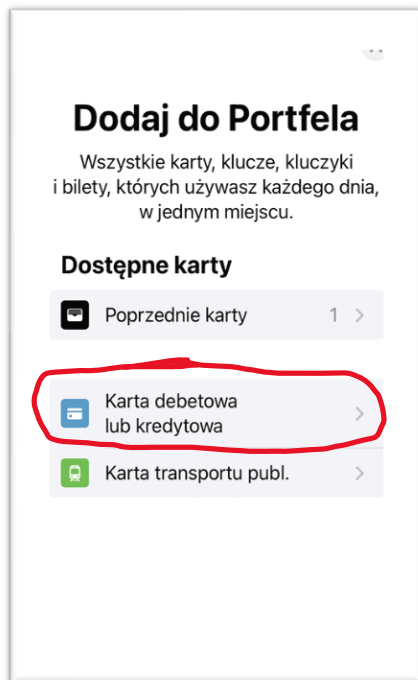 Dodaj do Portfela
Wszystkie karty, klucze, kluczyki
i bilety, których używasz każdego dnia,
w jednym miejscu.
Dostępne karty
Poprzednie karty 1
Karta debetowa
lub kredytowa
Karta transportu publ.